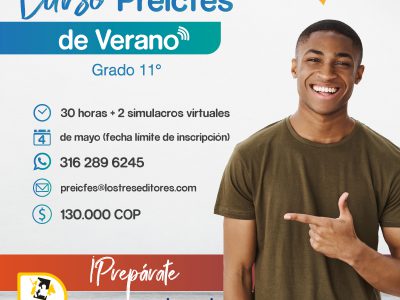 Curso Preicfes
de Verano
Grado 11°
30 horas + 2 simulacros virtuales
4
de mayo (fecha límite de inscripción)
316 289 6245
preicfes@lostreseditores.com
$ 130.000 COP
¡Prepárate